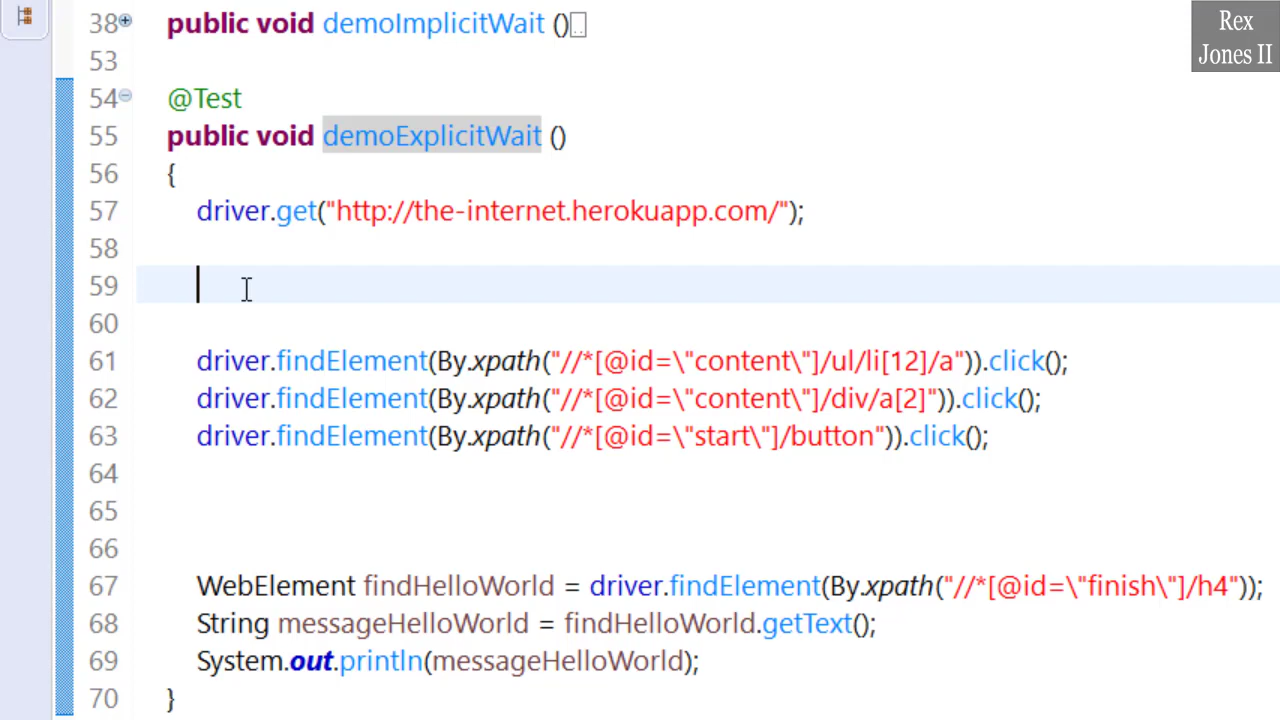 Rex
Jones II
38 public void demoImplicitWait ()
53
54 @Test
55 public void demoExplicitWait ()
56 {
57 driver.get("http://the-internet.herokuapp.com/");
58
59
60
61 driver.findElement(By.xpath("//*[@id=\"content\"]/ul/li[12]/a")).click();
62 driver.findElement(By.xpath("//*[@id=\"content\"]/div/a[2]")).click();
63 driver.findElement(By.xpath("//*[@id=\"start\"]/button")).click();
64
65
66
67 WebElement findHelloWorld = driver.findElement(By.xpath("//*[@id=\"finish\"]/h4"));
68 String messageHelloWorld = findHelloWorld.getText();
69 System.out.println(messageHelloWorld);
70 }